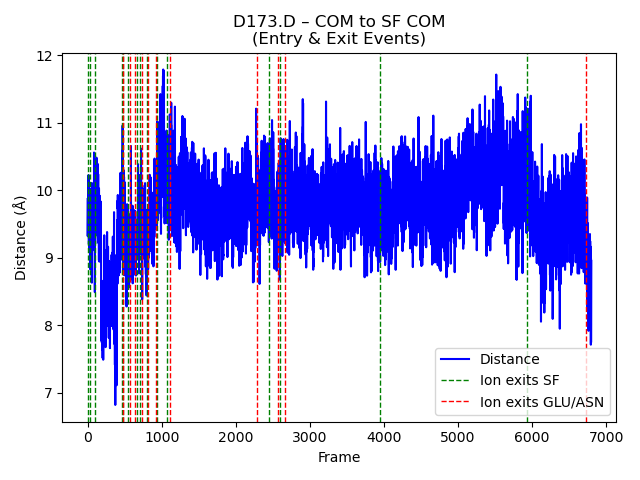 D173.D – COM to SF COM
(Entry & Exit Events)
12
11
10
9
8
7
Distance (Å)
Distance
Ion exits SF
Ion exits GLU/ASN
0
1000
2000
3000
4000
5000
6000
7000
Frame